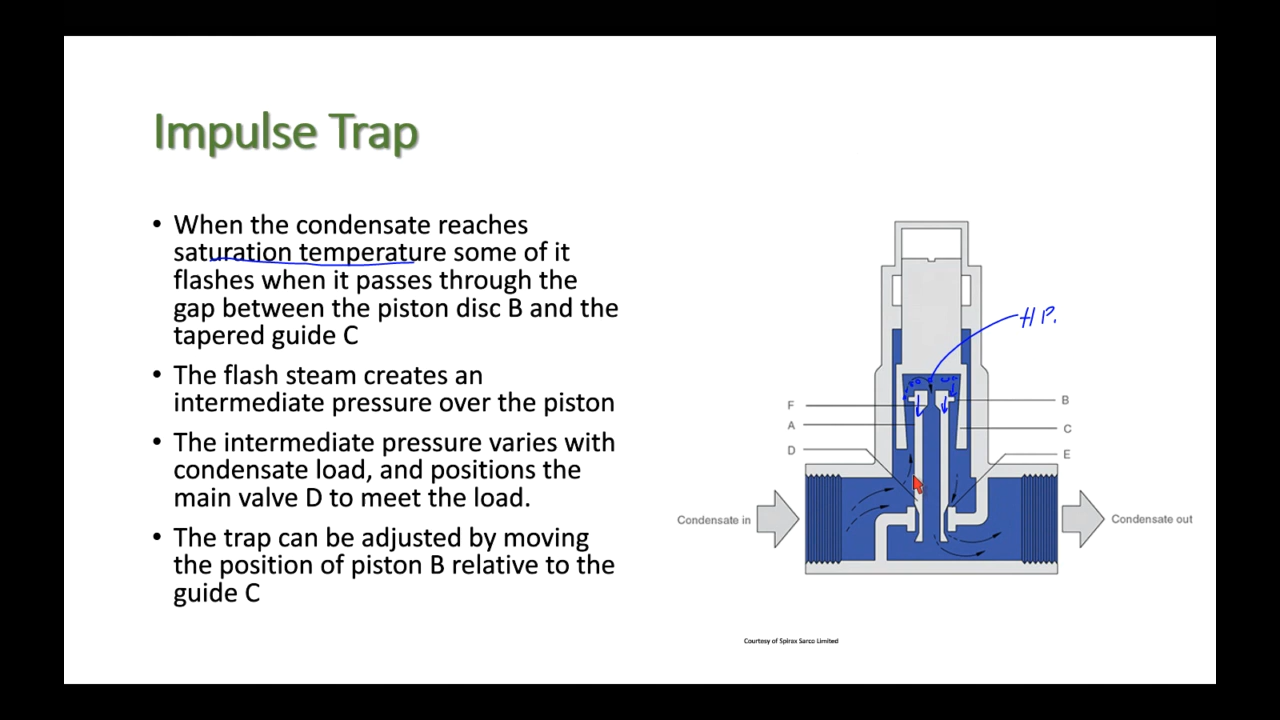 Impulse Trap
• When the condensate reaches
saturation temperature some of it
flashes when it passes through the
gap between the piston disc B and the
tapered guide C
• The flash steam creates an
intermediate pressure over the piston
• The intermediate pressure varies with
condensate load, and positions the
main valve D to meet the load.
• The trap can be adjusted by moving
the position of piston B relative to the
guide C
H P.
F
B
A
C
D
E
Condensate in
Condensate out
Courtesy of Spirax Sarco Limited